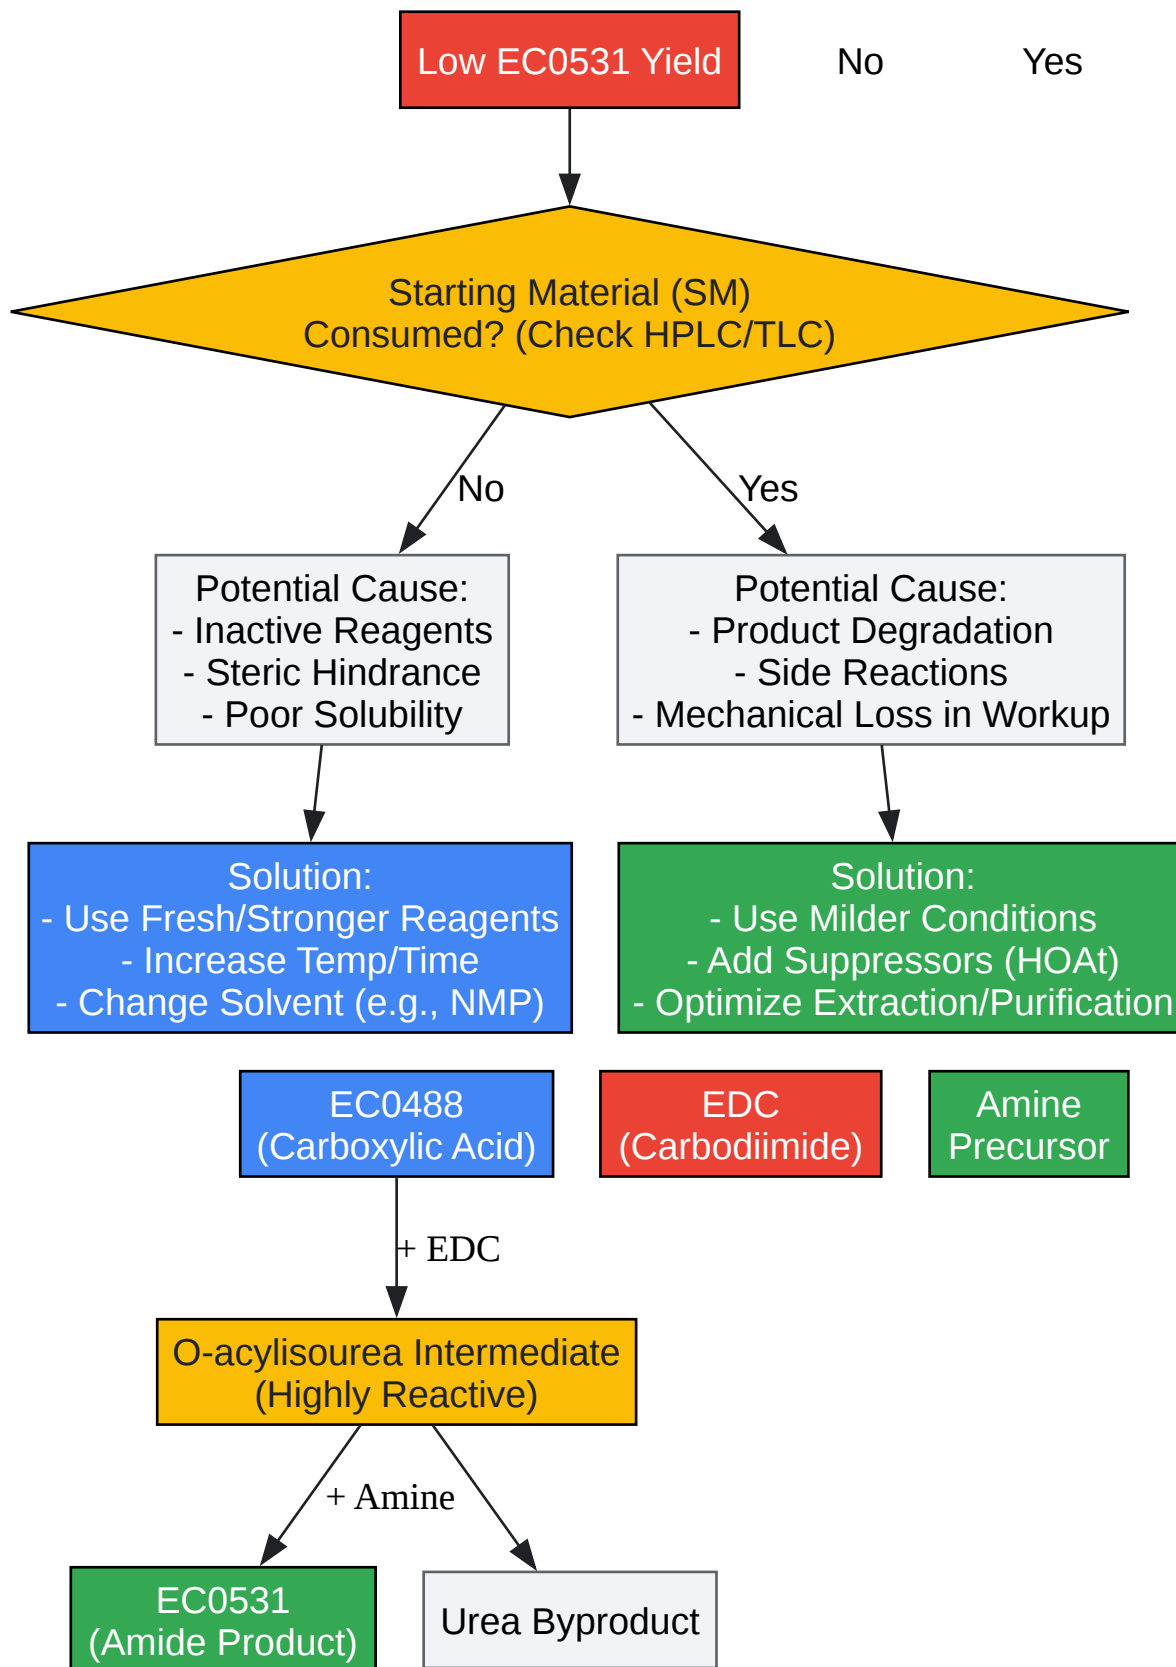 Low EC0531 Yield
No
Yes
Starting Material (SM)
Consumed? (Check HPLC/TLC)
No
Yes
Potential Cause:
- Inactive Reagents
- Steric Hindrance
- Poor Solubility
Potential Cause:
- Product Degradation
- Side Reactions
- Mechanical Loss in Workup
Solution:
- Use Fresh/Stronger Reagents
- Increase Temp/Time
- Change Solvent (e.g., NMP)
Solution:
- Use Milder Conditions
- Add Suppressors (HOAt)
- Optimize Extraction/Purification
EC0488
(Carboxylic Acid)
EDC
(Carbodiimide)
Amine
Precursor
+ EDC
O-acylisourea Intermediate
(Highly Reactive)
+ Amine
EC0531
(Amide Product)
Urea Byproduct